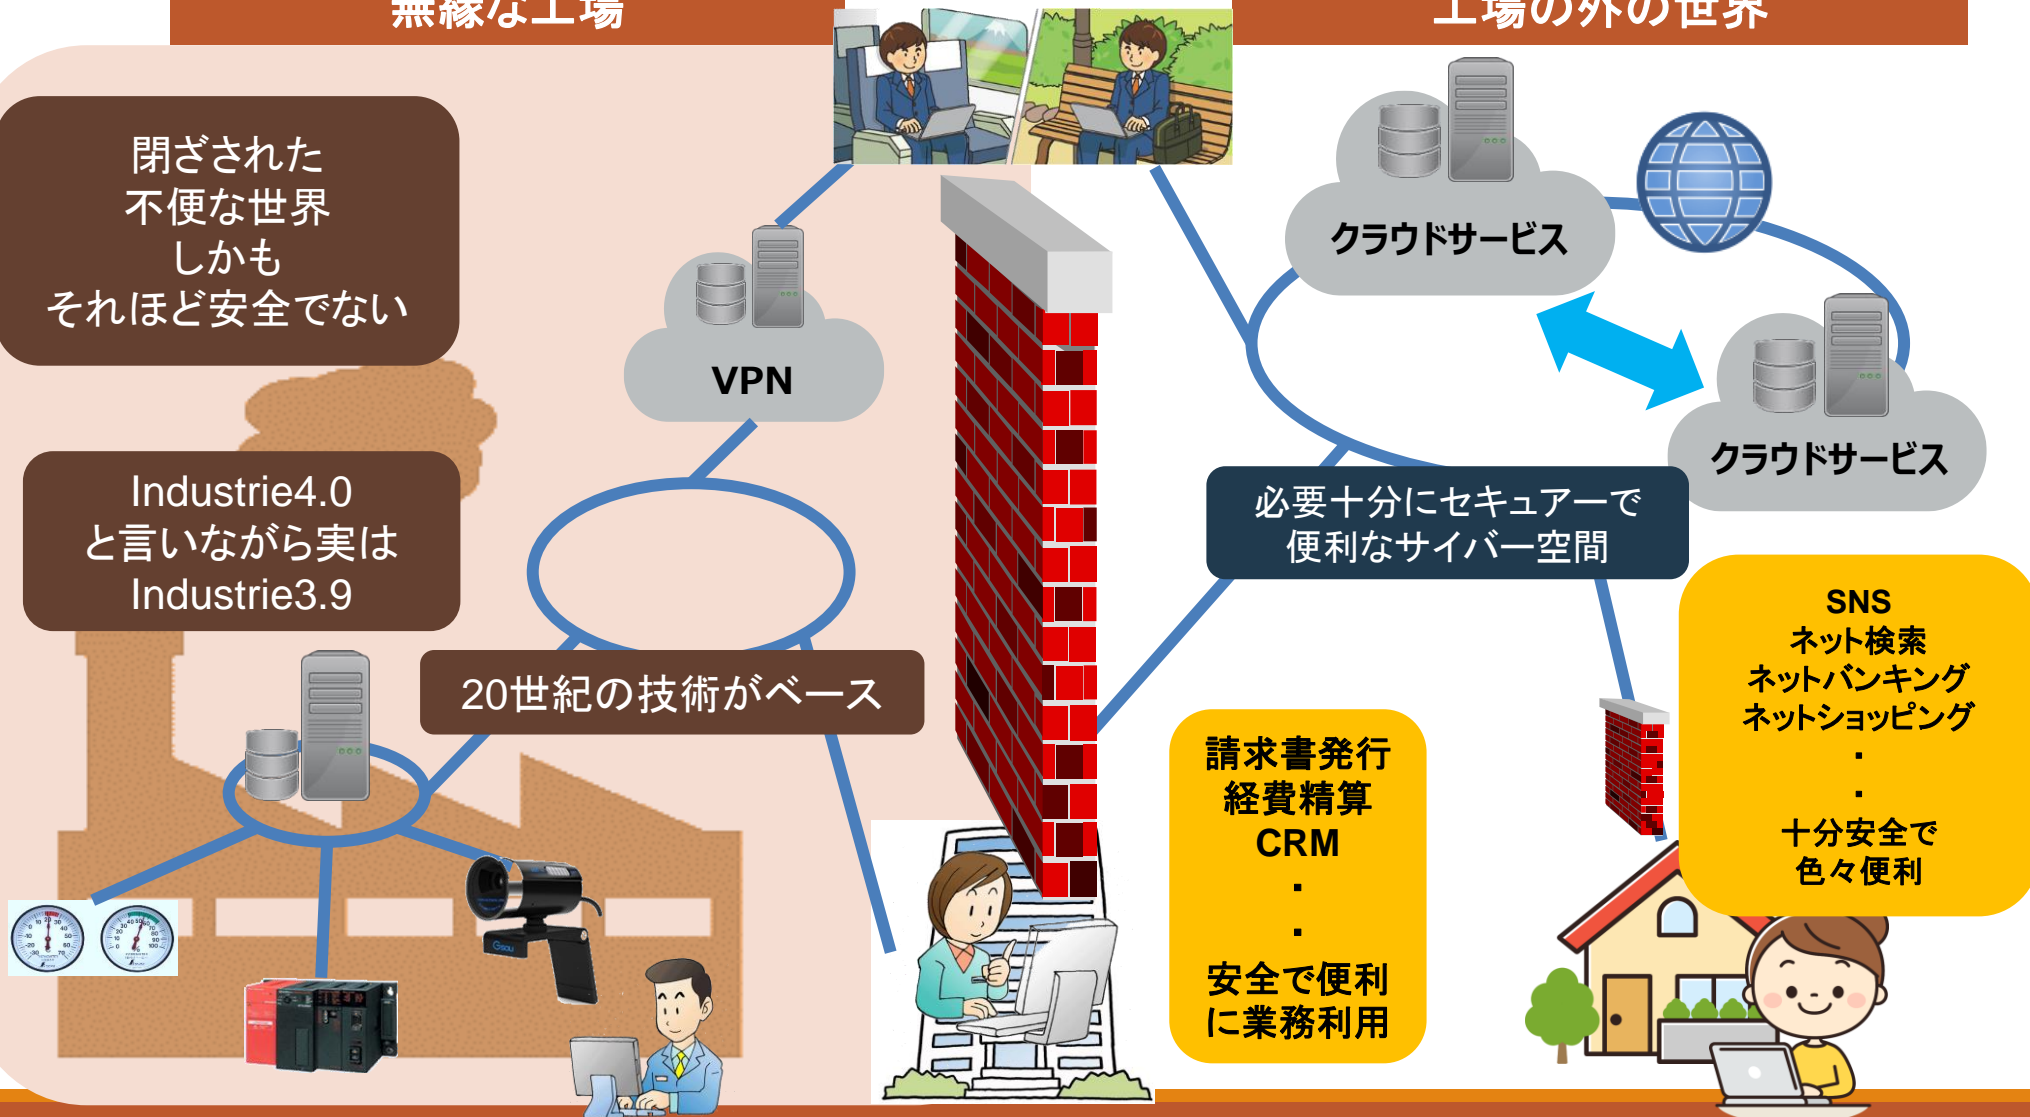 無縁な工場
工場の外の世界
閉ざされた
不便な世界
しかも
それほど安全でない
クラウドサービス
VPN
クラウドサービス
Industrie4.0
と言いながら実は
Industrie3.9
必要十分にセキュアーで
便利なサイバー空間
20世紀の技術がベース
SNS
ネット検索
ネットバンキング
ネットショッピング
・
・
十分安全で
色々便利
請求書発行
経費精算
CRM
・
・
安全で便利
に業務利用
Gsou